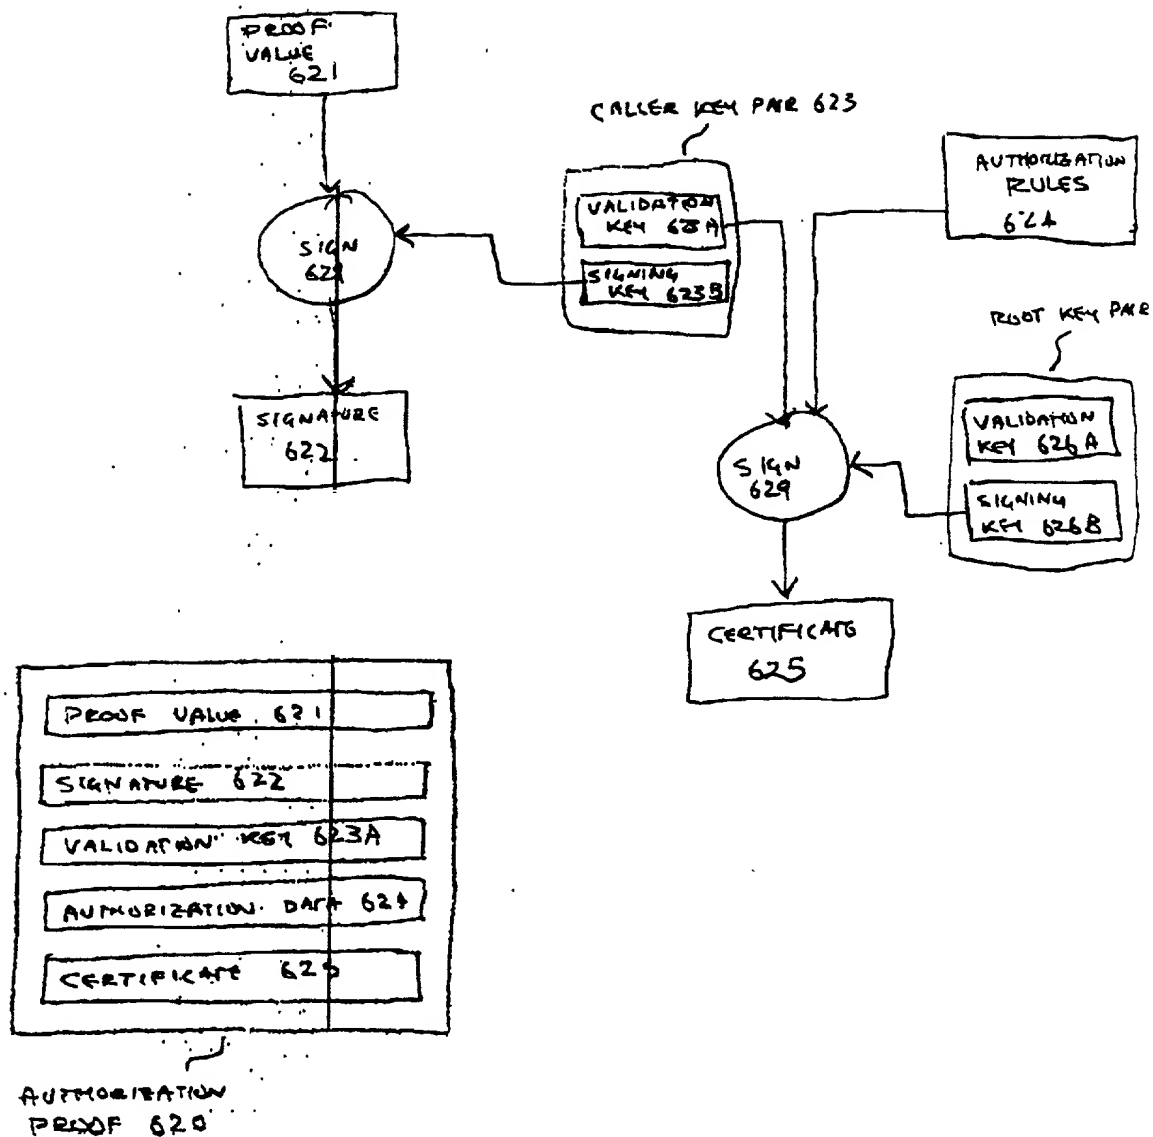 PROOF
VALUE
621
CALLER KEY PAIR 623
AUTHORIZATION
RULES
624
VALIDATION
KEY 623A
SIGN
SIGNING
KEY 623B
ROOT KEY PAIR
SIGNATURE
622
VALIDATION
KEY 626A
SIGN
629
SIGNING
KEY 626B
CERTIFICATE
625
PROOF VALUE 621
SIGNATURE 622
VALIDATION KEY 623A
AUTHORIZATION DATA 624
CERTIFICATE 625
AUTHORIZATION
PROOF 620